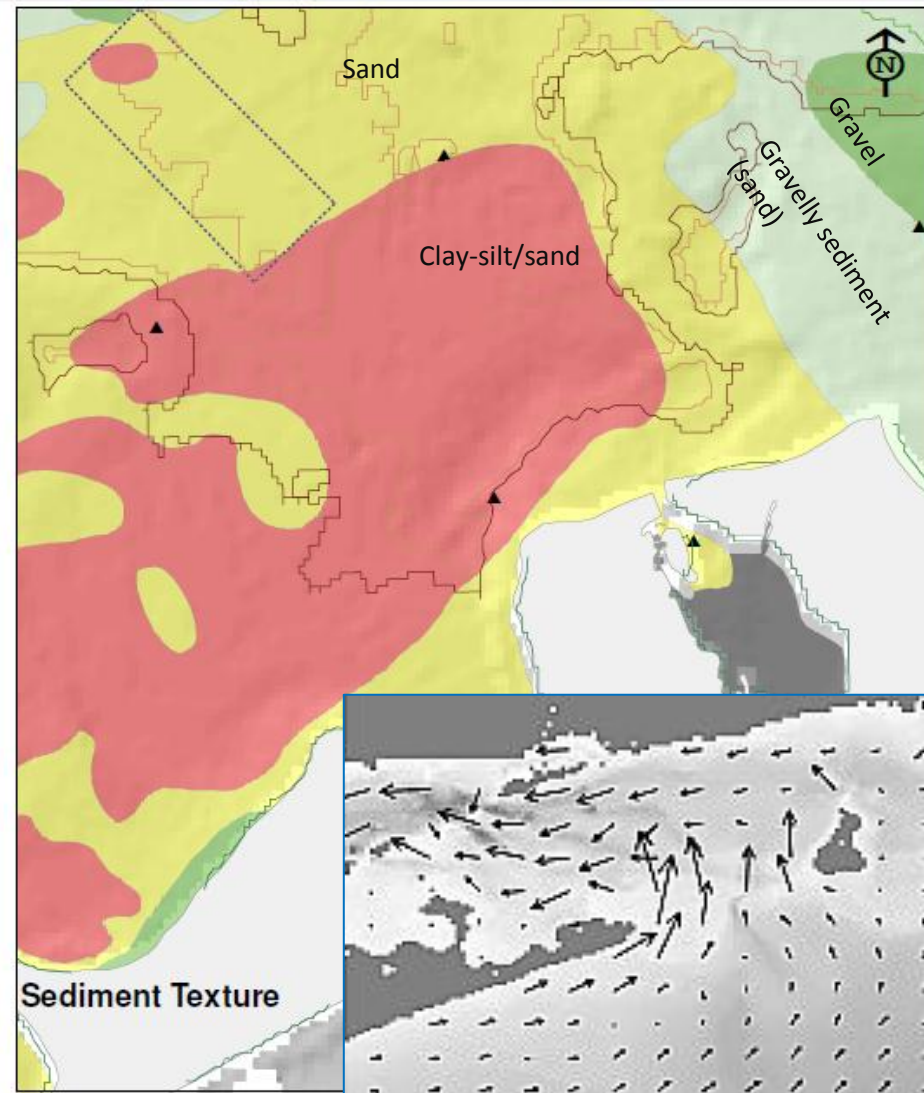 N
Sand
Gravel
Gravelly sediment
(sand)
Clay-silt/sand
Sediment Texture